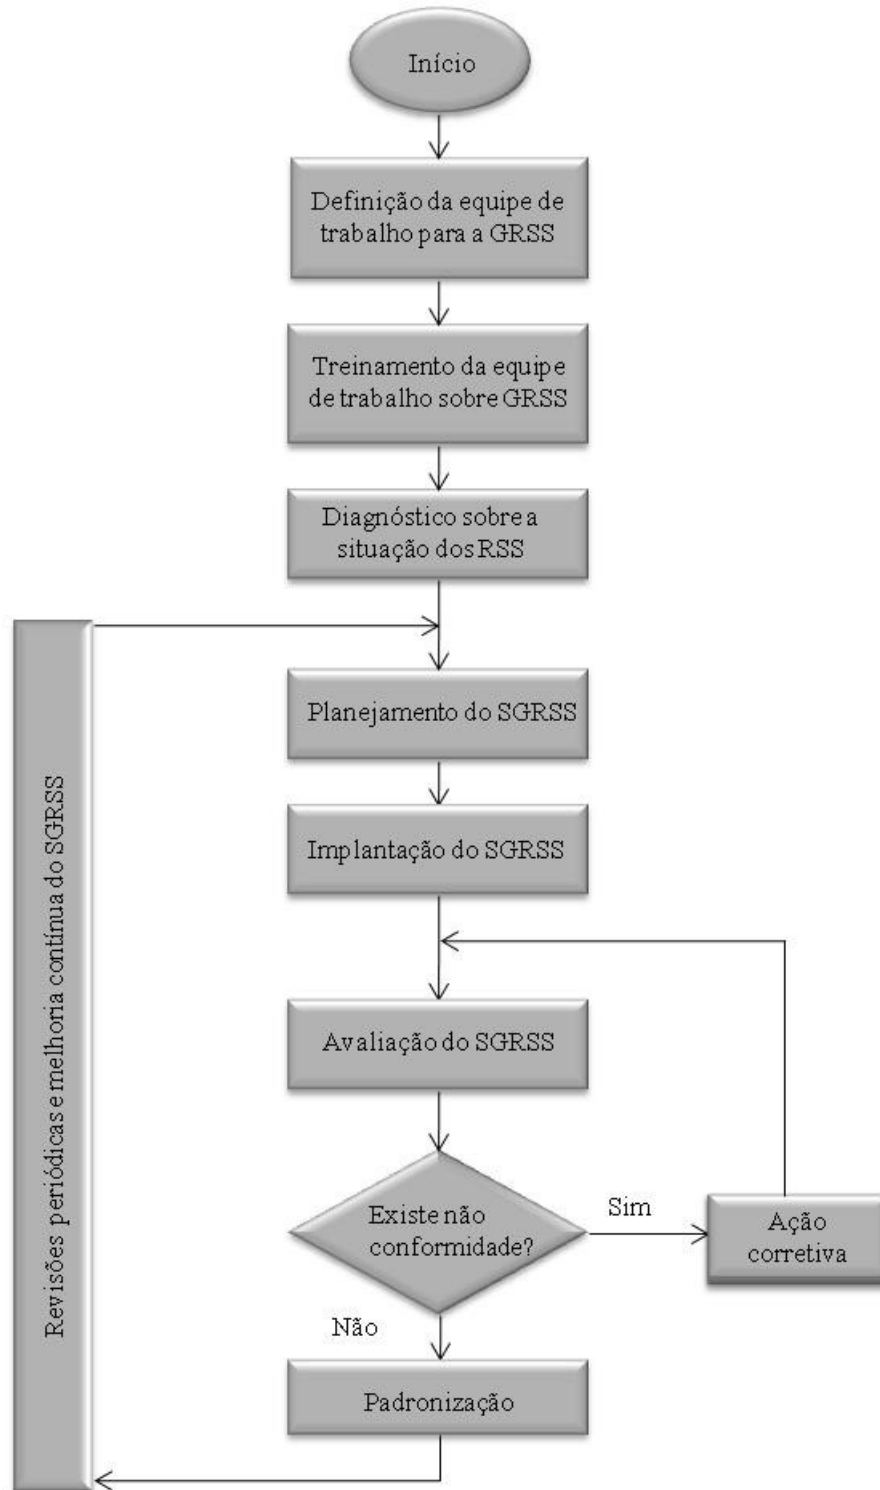 Início
Definição da equipe de
trabalho para a GRSS
Treinamento da equipe
de trabalho sobre GRSS
Diagnóstico sobre a
situação dos RSS
Planejamento do SGRSS
Implantação do SGRSS
Revisões periódicas e melhoria contínua do SGRSS
Avaliação do SGRSS
Existe não
conformidade?
Sim
Ação
corretiva
Não
Padronização